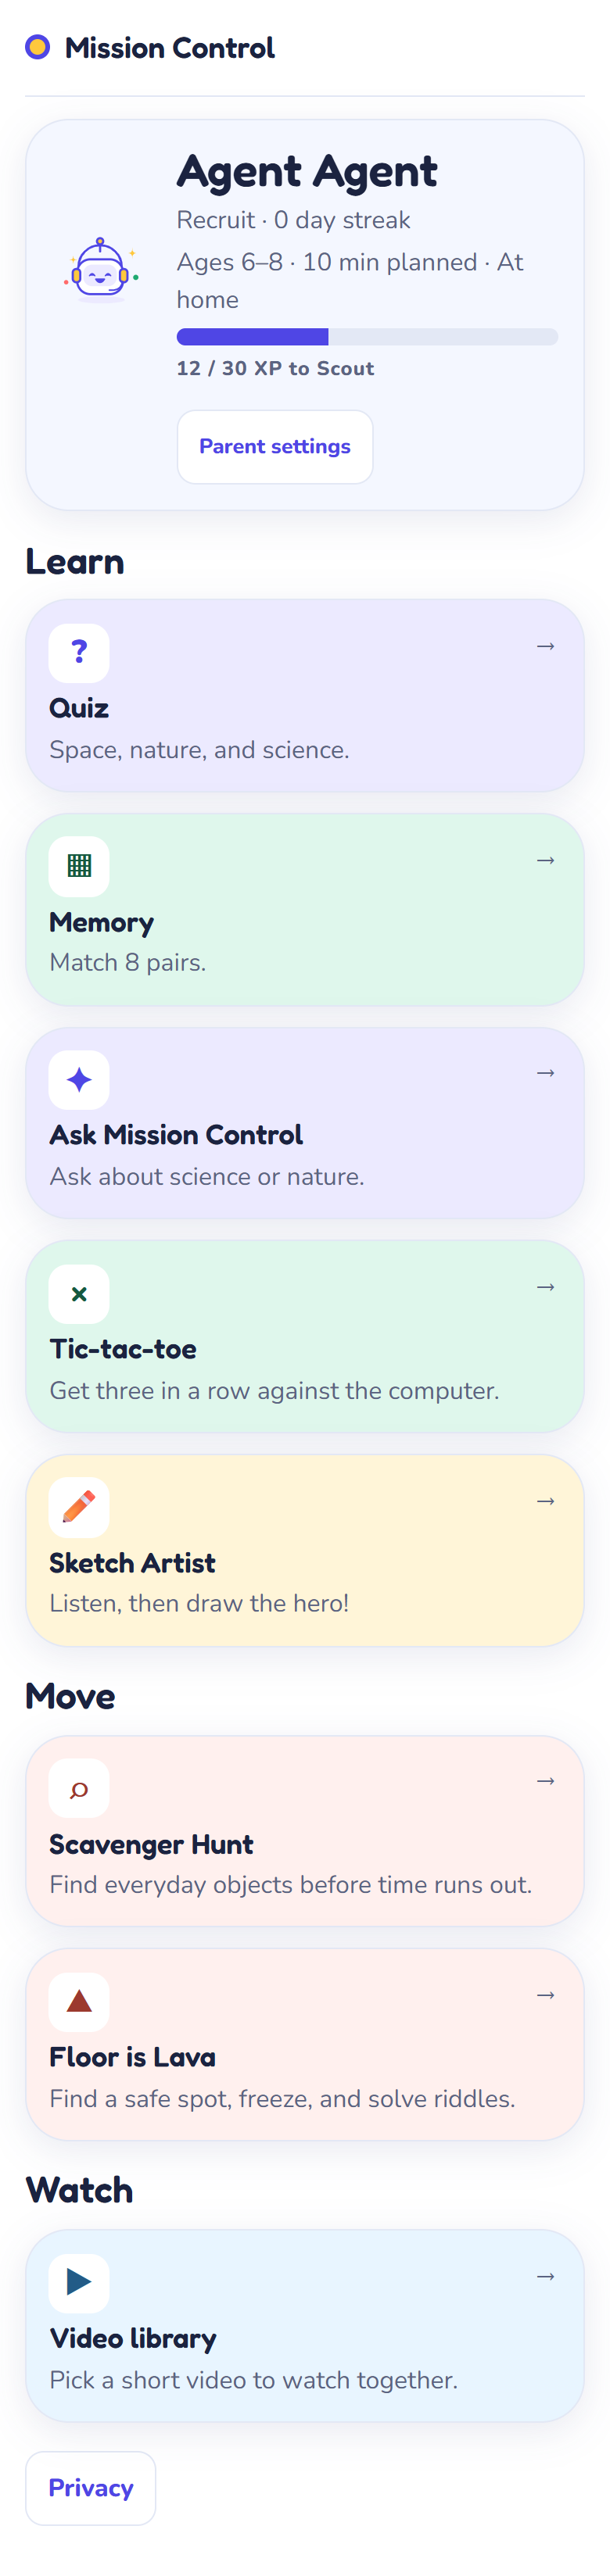 Mission Control
Agent Agent
Recruit · 0 day streak
Ages 6–8 · 10 min planned · At
home
12 / 30 XP to Scout
Parent settings
Learn
?
→
Quiz
Space, nature, and science.
→
Memory
Match 8 pairs.
→
Ask Mission Control
Ask about science or nature.
×
→
Tic-tac-toe
Get three in a row against the computer.
→
Sketch Artist
Listen, then draw the hero!
Move
→
Scavenger Hunt
Find everyday objects before time runs out.
→
Floor is Lava
Find a safe spot, freeze, and solve riddles.
Watch
→
Video library
Pick a short video to watch together.
Privacy